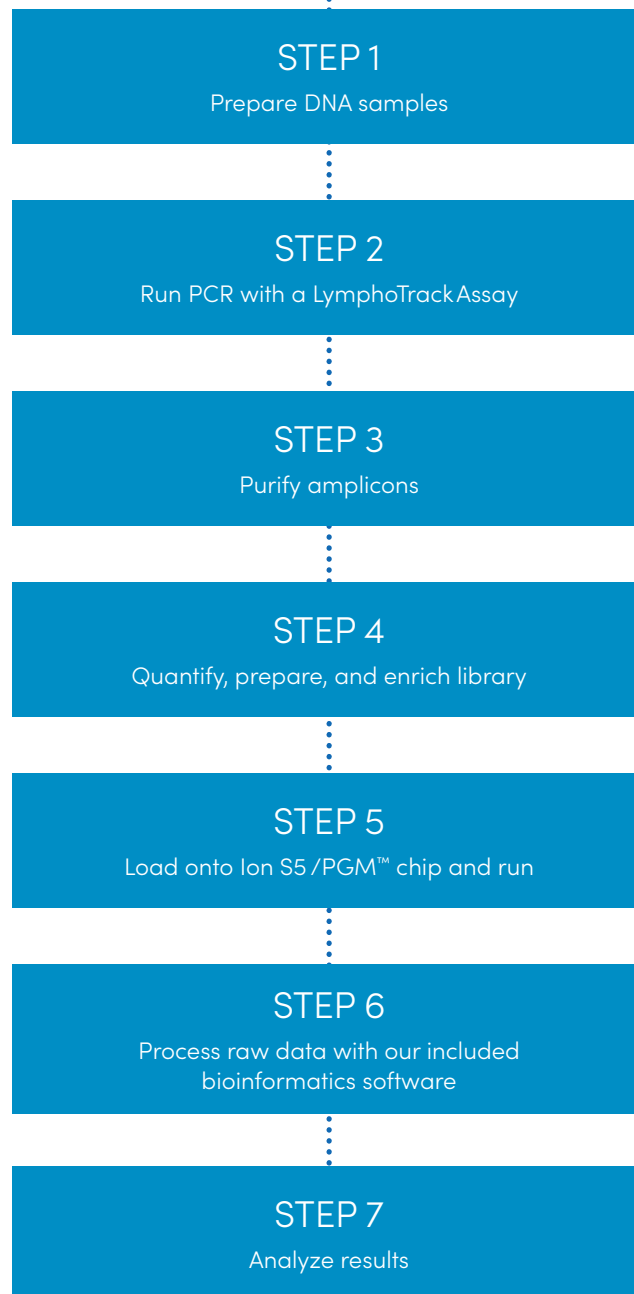 STEP 1
Prepare DNA samples
STEP 2
Run PCR with a LymphoTrack Assay
STEP 3
Purify amplicons
STEP 4
Quantify, prepare, and enrich library
STEP 5
Load onto Ion S5 /PGM™ chip and run
STEP 6
Process raw data with our included
bioinformatics software
STEP 7
Analyze results